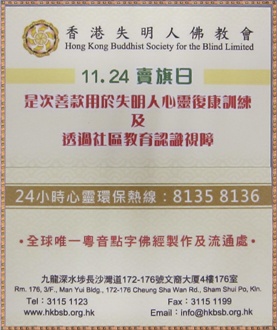 香港失明人佛教會
Hong Kong Buddhist Society for the Blind Limited
11.24 賣旗日
是次善款用於失明人心靈復康訓練
及
透過社區教育認識視障
24小時心靈環保熱線：8135 8136
•全球唯一粵音點字佛經製作及流通處•
九龍深水埗長沙灣道172-176號文裔大厦4樓176室
Rm. 176, 3/F., Man Yui Bldg., 172-176 Cheung Sha Wan Rd., Sham Shui Po, Kln.
Tel : 3115 1123 Fax : 3115 1199
www.hkbsb.org.hk Email : info@hkbsb.org.hk